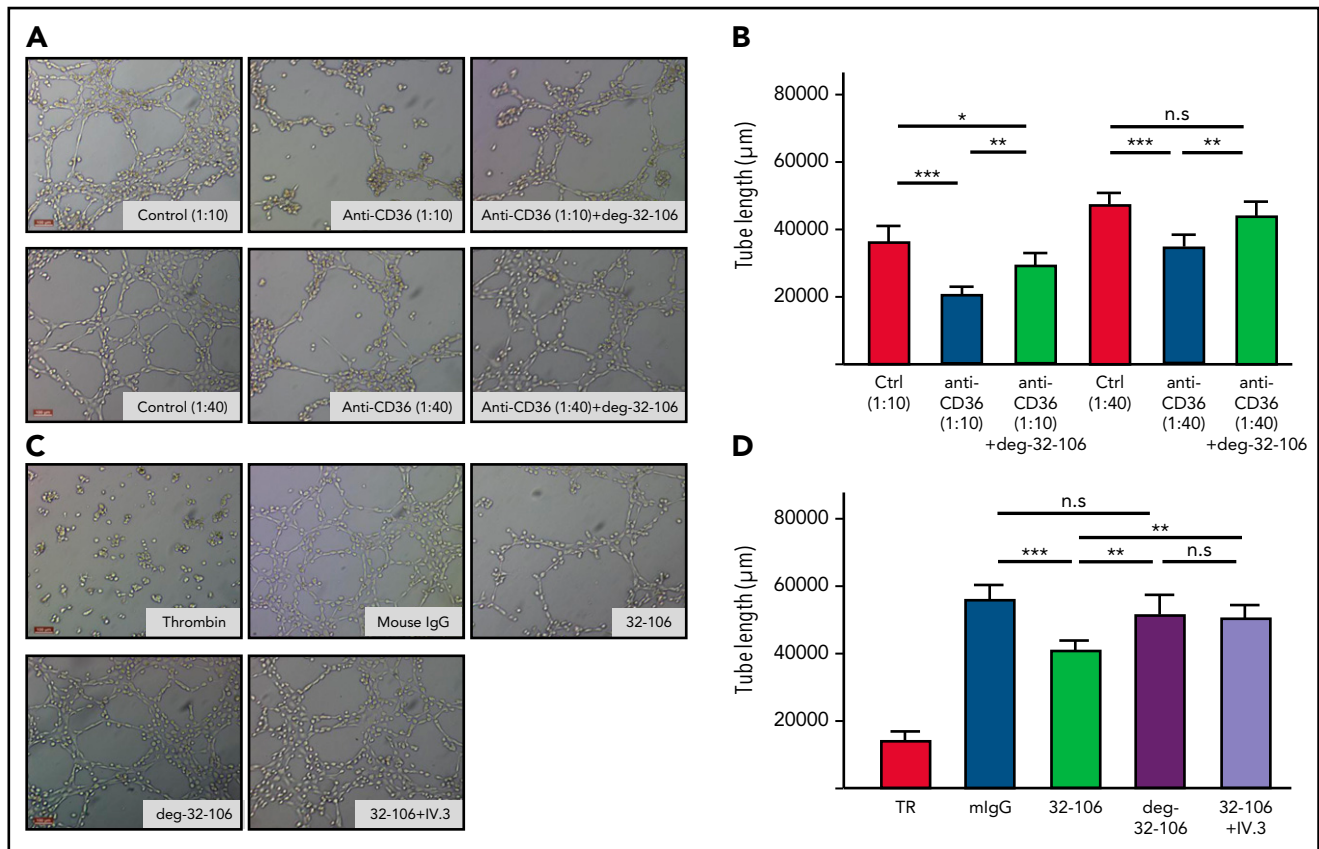 A
Control (1:10)
Anti-CD36 (1:10)
Anti-CD36 (1:10)+deg-32-106
Control (1:40)
Anti-CD36 (1:40)
Anti-CD36 (1:40)+deg-32-106
B
Tube length (µm)
80000
60000
40000
20000
*
**
***
n.s
***
**
Ctrl
(1:10)
anti-
CD36
(1:10)
anti-
CD36
(1:10)
+deg-32-106
Ctrl
(1:40)
anti-
CD36
(1:40)
anti-
CD36
(1:40)
+deg-32-106
C
Thrombin
Mouse IgG
32-106
deg-32-106
32-106+IV.3
D
Tube length (µm)
80000
60000
40000
20000
n.s
**
***
**
n.s
TR
mIgG
32-106
deg-
32-106
32-106
+IV.3